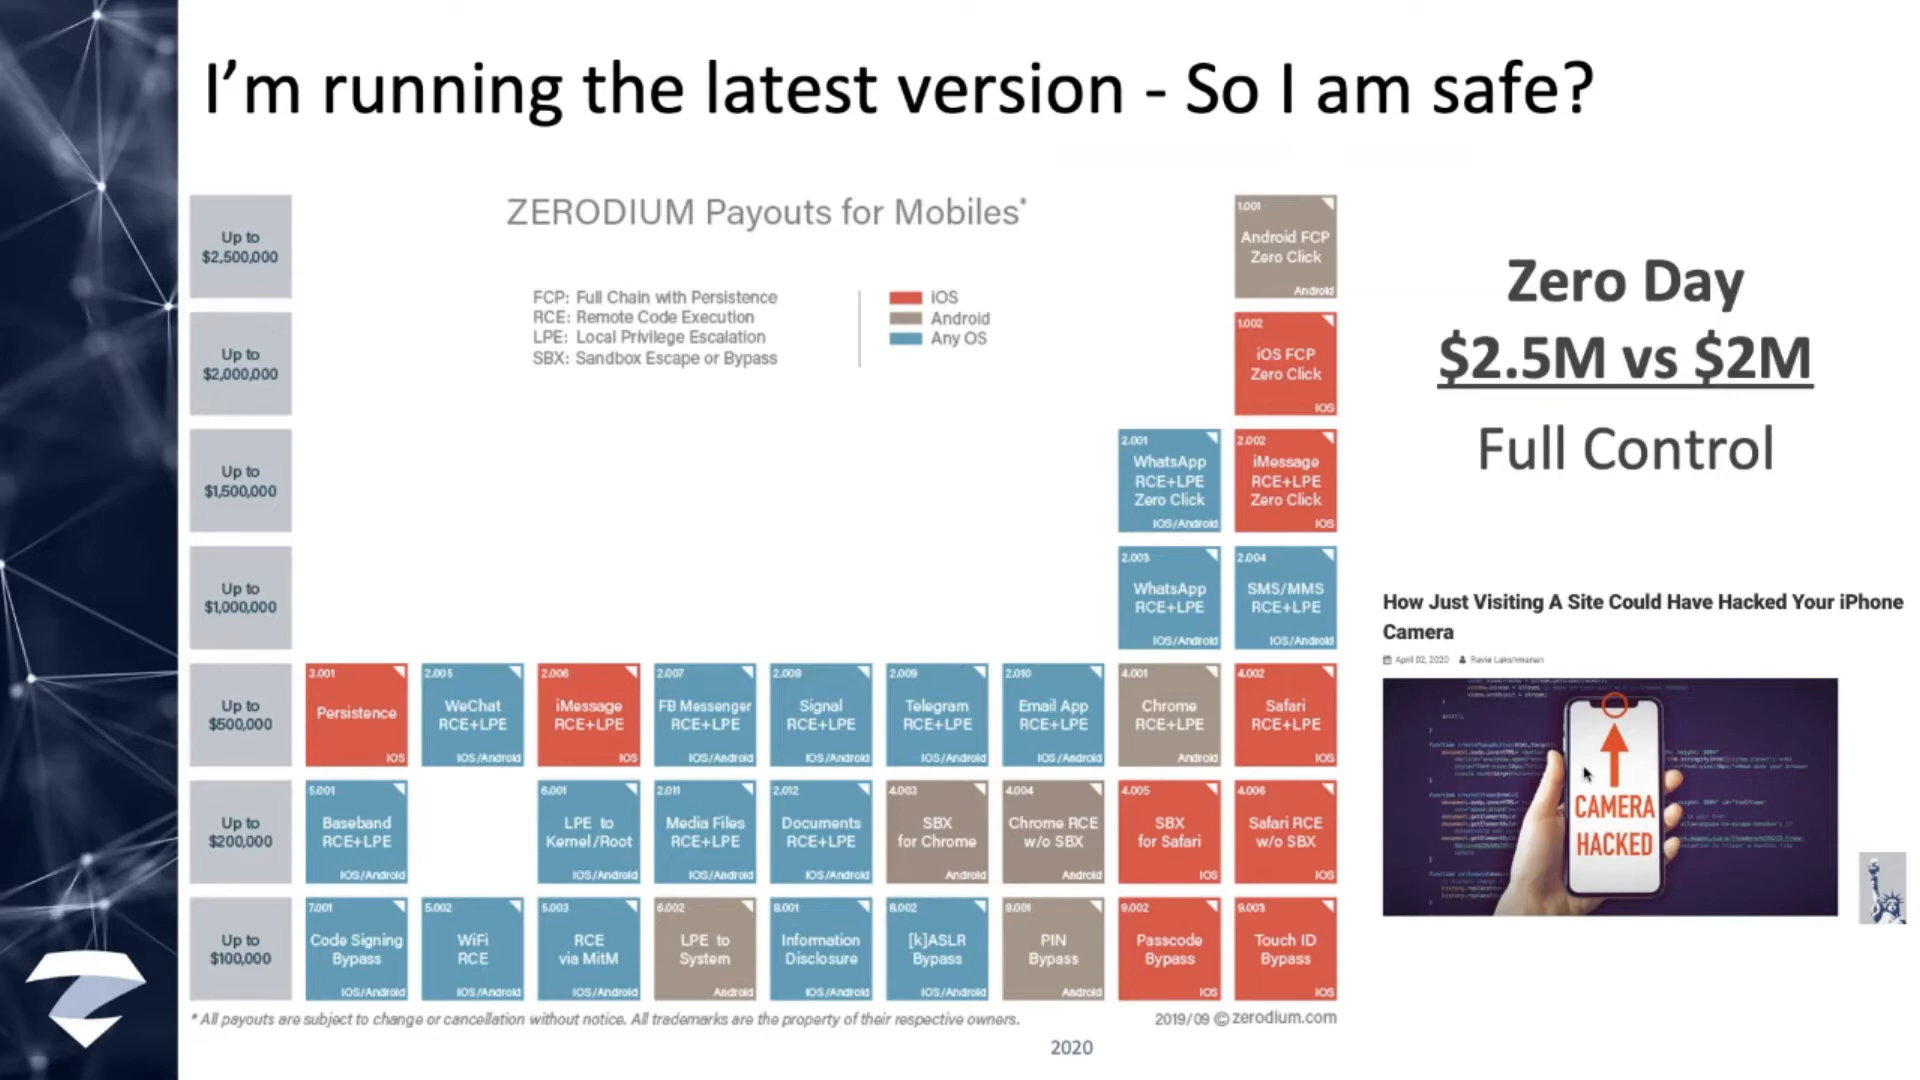 I'm running the latest version - So I am safe?
ZERODIUM Payouts for Mobiles*
FCP: Full Chain with Persistence
RCE: Remote Code Execution
LPE: Local Privilege Escalation
SBX: Sandbox Escape or Bypass
IOS
Android
Any OS
Up to
$2,500,000
1.001
Android FCP
Zero Click
Android
Up to
$2,000,000
1.002
iOS FCP
Zero Click
IOS
Up to
$1,500,000
2.001
WhatsApp
RCE+LPE
Zero Click
IOS/Android
2.002
iMessage
RCE+LPE
Zero Click
IOS
Up to
$1,000,000
2.003
WhatsApp
RCE+LPE
IOS/Android
2.004
SMS/MMS
RCE+LPE
IOS/Android
Up to
$500,000
3.001
Persistence
IOS
2.005
WeChat
RCE+LPE
IOS/Android
2.006
iMessage
RCE+LPE
IOS
2.007
FB Messenger
RCE+LPE
IOS/Android
2.008
Signal
RCE+LPE
IOS/Android
2.009
Telegram
RCE+LPE
IOS/Android
2.010
Email App
RCE+LPE
IOS/Android
4.001
Chrome
RCE+LPE
Android
4.002
Safari
RCE+LPE
IOS
Up to
$200,000
5.001
Baseband
RCE+LPE
IOS/Android
6.001
LPE to
Kernel/Root
IOS/Android
2.011
Media Files
RCE+LPE
IOS/Android
2.012
Documents
RCE+LPE
IOS/Android
4.003
SBX
for Chrome
Android
4.004
Chrome RCE
w/o SBX
Android
4.005
SBX
for Safari
IOS
4.006
Safari RCE
w/o SBX
IOS
Up to
$100,000
7.001
Code Signing
Bypass
IOS/Android
5.002
WiFi
RCE
IOS/Android
5.003
RCE
via MitM
IOS/Android
6.002
LPE to
System
Android
8.001
Information
Disclosure
IOS/Android
8.002
[k]ASLR
Bypass
IOS/Android
9.001
PIN
Bypass
Android
9.002
Passcode
Bypass
IOS
9.003
Touch ID
Bypass
IOS
* All payouts are subject to change or cancellation without notice. All trademarks are the property of their respective owners.
2019/09 © zerodium.com
2020
Zero Day
$2.5M vs $2M
Full Control
How Just Visiting A Site Could Have Hacked Your iPhone
Camera
April 02, 2020 Ravie Lakshmanan
CAMERA
HACKED